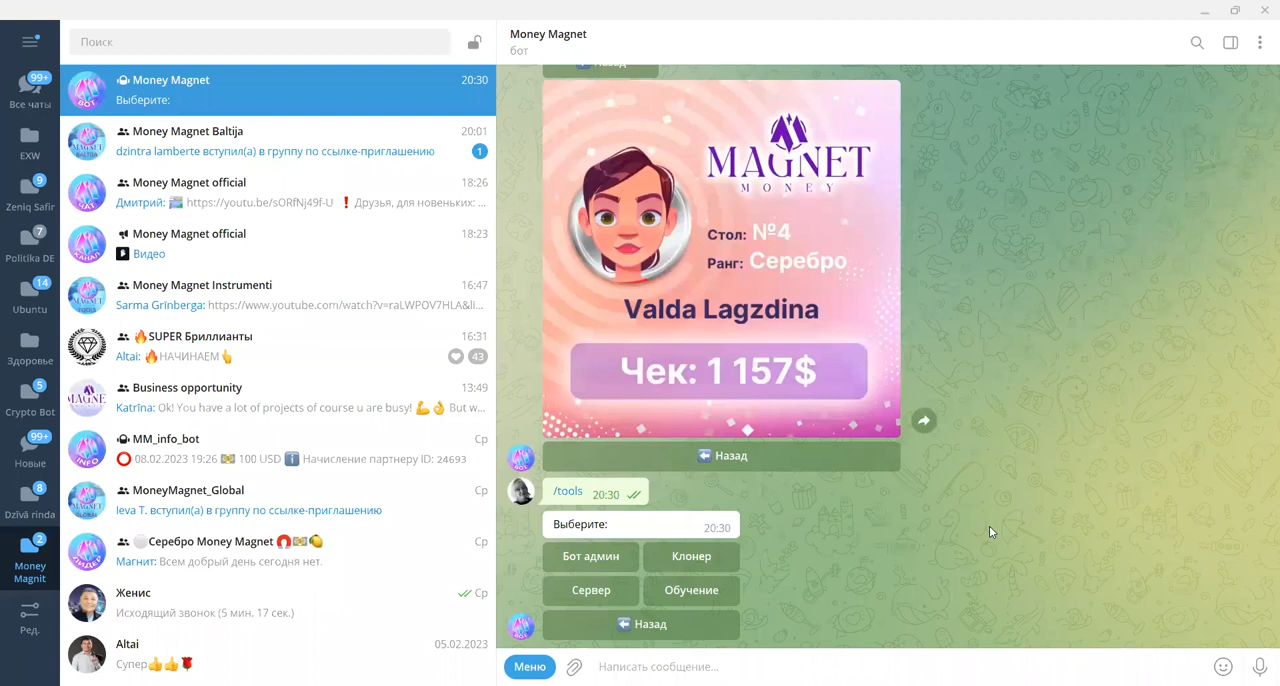 Поиск
99+
Все чаты
EXW
9
Zeniq Safir
7
Politika DE
14
Ubuntu
Здоровье
5
Crypto Bot
99+
Новые
8
Dzīvā rinda
2
Money
Magnit
Ред.
Money Magnet 20:30
Выберите:
Money Magnet Baltija 20:01
dzintra lamberte вступил(а) в группу по ссылке-приглашению 1
Money Magnet official 18:26
Дмитрий: https://youtu.be/sORfNj49f-U ❗ Друзья, для новеньких: ...
Money Magnet official 18:23
Видео
Money Magnet Instrumenti 16:47
Sarma Grīnberga: https://www.youtube.com/watch?v=raLWPOV7HLA&li...
🔥SUPER Бриллианты 16:31
Altai: 🔥НАЧИНАЕМ👆 43
Business opportunity 13:49
Katrīna: Ok! You have a lot of projects of course u are busy! 💪👌 But w...
MM_info_bot Ср
⭕ 08.02.2023 19:26 💵 100 USD ℹ️ Начисление партнеру ID: 24693
MoneyMagnet_Global Ср
Ieva T. вступил(а) в группу по ссылке-приглашению
⚪Серебро Money Magnet 🧲💵🍋 Ср
Магнит: Всем добрый день сегодня нет.
Женис Ср
Исходящий звонок (5 мин. 17 сек.)
Altai 05.02.2023
Супер👍👍🌹
Money Magnet
бот
MAGNET
MONEY
Стол: №4
Ранг: Серебро
Valda Lagzdina
Чек: 1 157$
⬅️ Назад
/tools 20:30
Выберите: 20:30
Бот админ Клонер
Сервер Обучение
⬅️ Назад
Меню Написать сообщение...